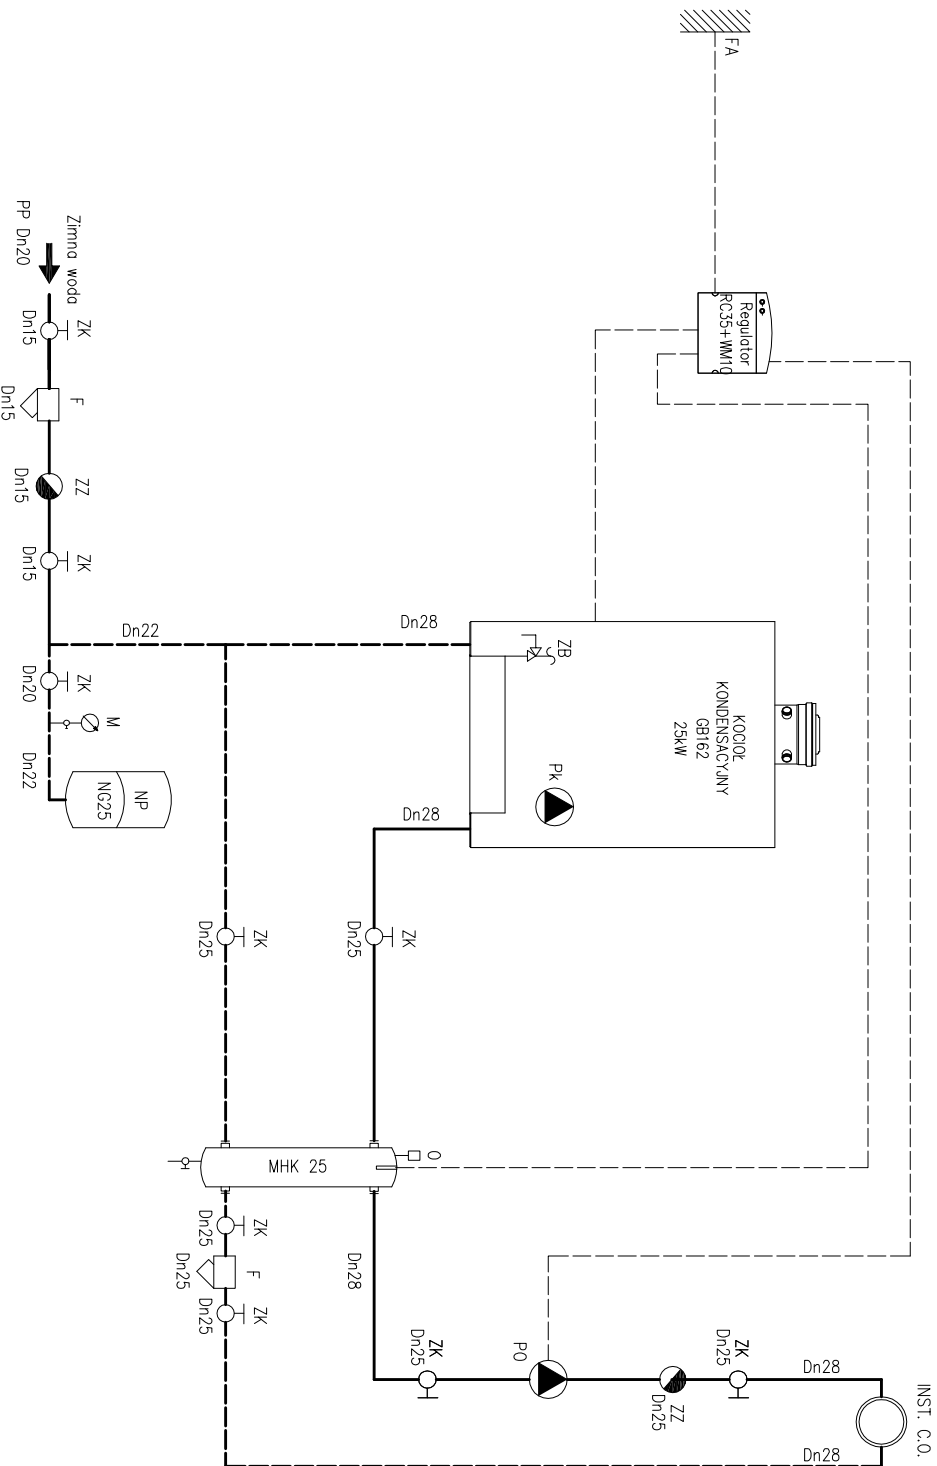 FA
Regulator
RC35+WM10
Zimna woda
PP Dn20
ZK
Dn15
F
Dn15
ZZ
Dn15
ZK
Dn15
Dn22
Dn28
ZK
Dn20
M
Dn22
NP
NG25
ZB
KOCIOŁ
KONDENSACYJNY
GB162
25kW
Pk
Dn28
ZK
Dn25
ZK
Dn25
O
MHK 25
ZK
Dn25
F
Dn25
ZK
Dn25
Dn28
ZK
Dn25
PO
ZZ
Dn25
ZK
Dn25
Dn28
INST. C.O.
Dn28